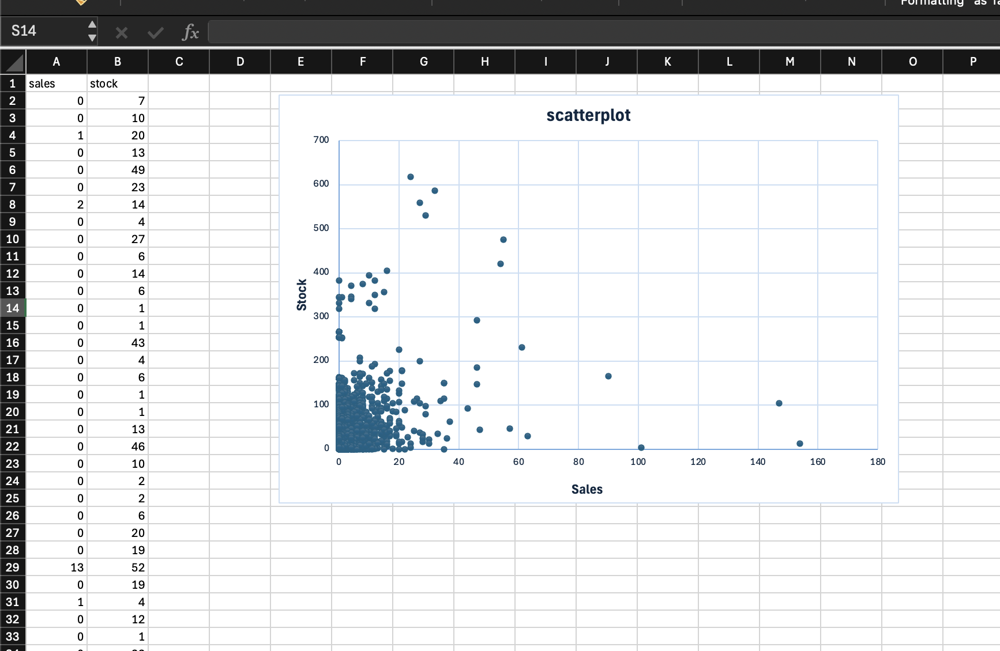 Formatting as Ta
S14 fx
A B C D E F G H I J K L M N O P
1 sales stock
2 0 7
3 0 10
4 1 20
5 0 13
6 0 49
7 0 23
8 2 14
9 0 4
10 0 27
11 0 6
12 0 14
13 0 6
14 0 1
15 0 1
16 0 43
17 0 4
18 0 6
19 0 1
20 0 1
21 0 13
22 0 46
23 0 10
24 0 2
25 0 2
26 0 6
27 0 20
28 0 19
29 13 52
30 0 19
31 1 4
32 0 12
33 0 1
scatterplot
700
600
500
400
300
200
100
0
Stock
0 20 40 60 80 100 120 140 160 180
Sales